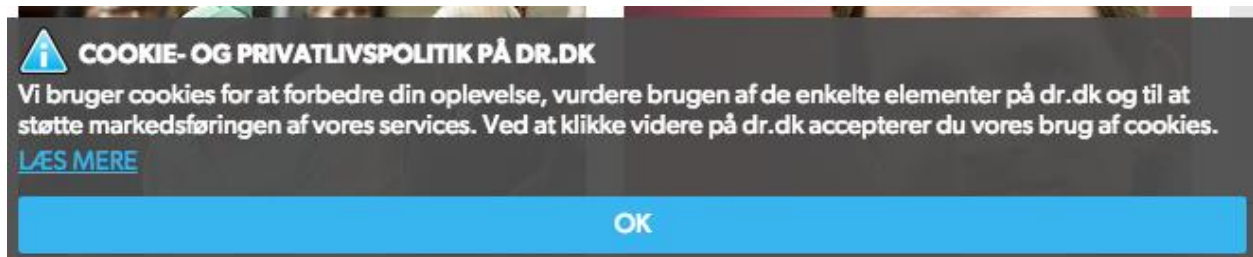 COOKIE- OG PRIVATLIVSPOLITIK PÅ DR.DK
Vi bruger cookies for at forbedre din oplevelse, vurdere brugen af de enkelte elementer på dr.dk og til at
støtte markedsføringen af vores services. Ved at klikke videre på dr.dk accepterer du vores brug af cookies.
LÆS MERE
OK